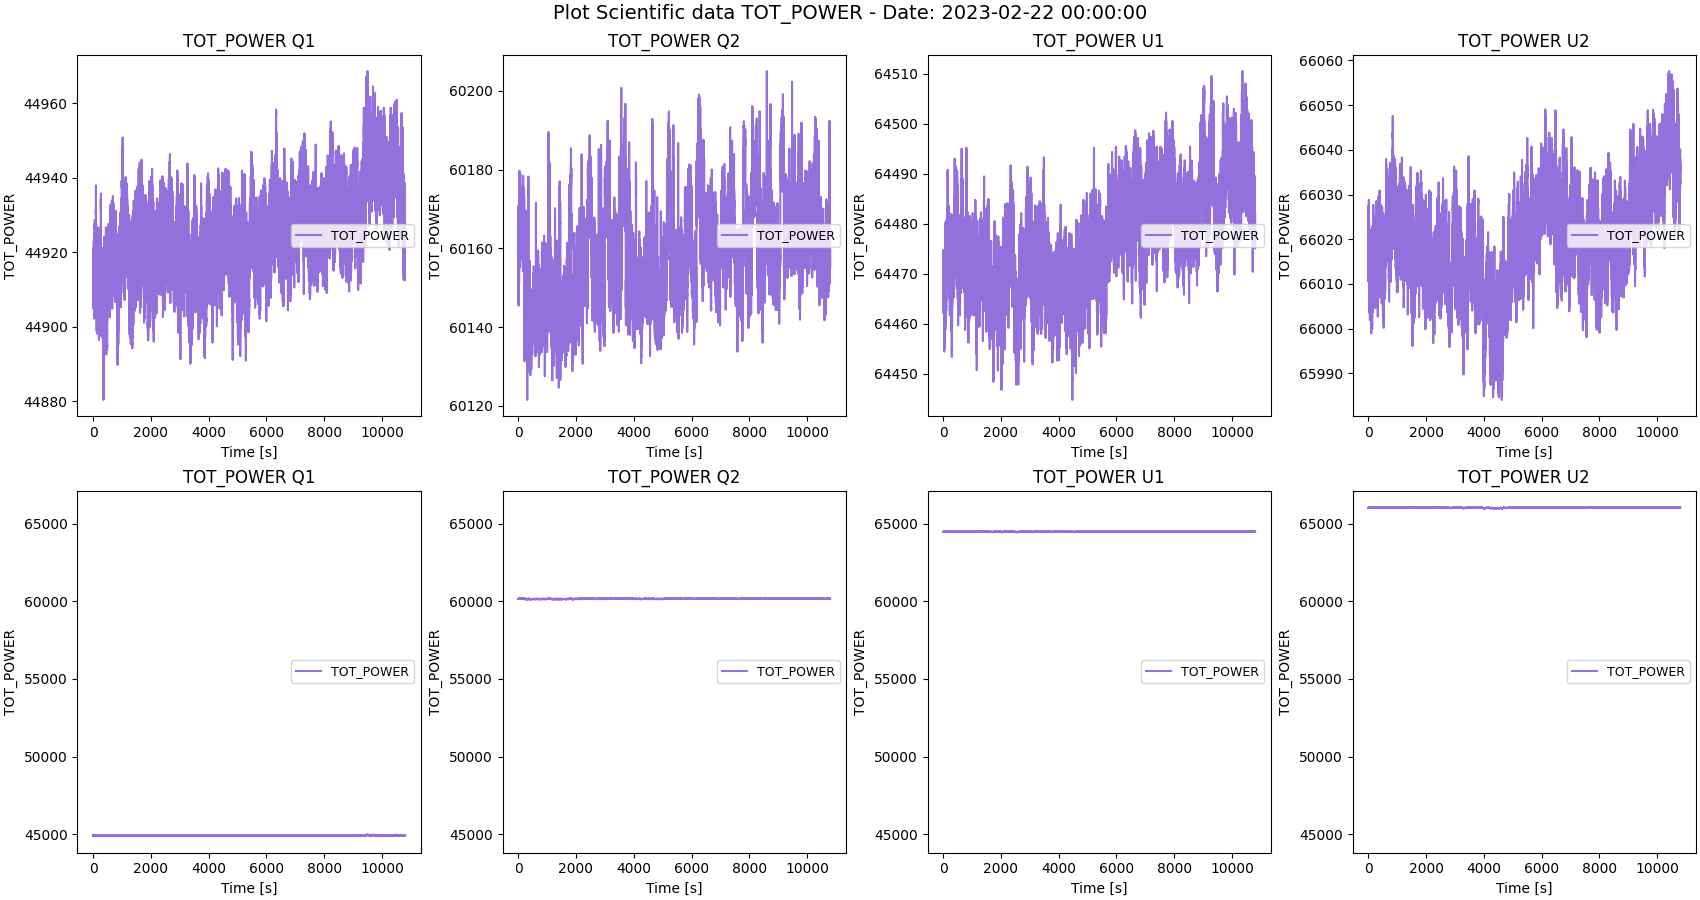 Plot Scientific data TOT_POWER - Date: 2023-02-22 00:00:00
TOT_POWER Q1
TOT_POWER
44960
44940
44920
44900
44880
TOT_POWER
0 2000 4000 6000 8000 10000
Time [s]
TOT_POWER Q2
TOT_POWER
60200
60180
60160
60140
60120
TOT_POWER
0 2000 4000 6000 8000 10000
Time [s]
TOT_POWER U1
TOT_POWER
64510
64500
64490
64480
64470
64460
64450
TOT_POWER
0 2000 4000 6000 8000 10000
Time [s]
TOT_POWER U2
TOT_POWER
66060
66050
66040
66030
66020
66010
66000
65990
TOT_POWER
0 2000 4000 6000 8000 10000
Time [s]
TOT_POWER Q1
TOT_POWER
65000
60000
55000
50000
45000
TOT_POWER
0 2000 4000 6000 8000 10000
Time [s]
TOT_POWER Q2
TOT_POWER
65000
60000
55000
50000
45000
TOT_POWER
0 2000 4000 6000 8000 10000
Time [s]
TOT_POWER U1
TOT_POWER
65000
60000
55000
50000
45000
TOT_POWER
0 2000 4000 6000 8000 10000
Time [s]
TOT_POWER U2
TOT_POWER
65000
60000
55000
50000
45000
TOT_POWER
0 2000 4000 6000 8000 10000
Time [s]